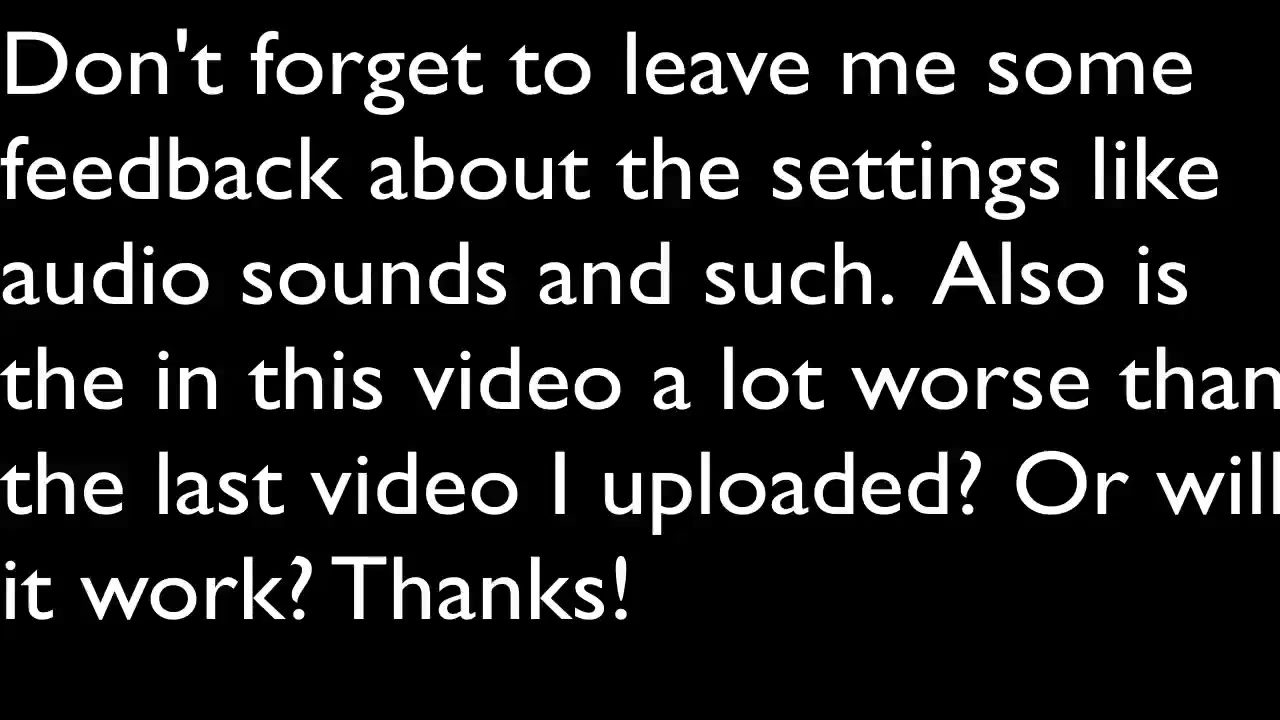 Don't forget to leave me some
feedback about the settings like
audio sounds and such.  Also is
the in this video a lot worse than
the last video I uploaded? Or will
it work? Thanks!